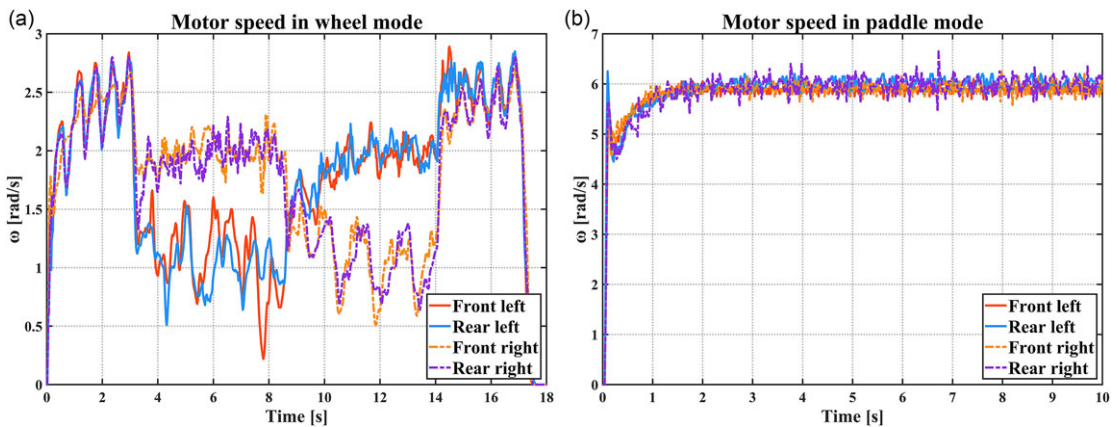 (a)
Motor speed in wheel mode
3
2.5
2
1.5
1
0.5
0
ω [rad/s]
0 2 4 6 8 10 12 14 16 18
Time [s]
Front left
Rear left
Front right
Rear right
(b)
Motor speed in paddle mode
7
6
5
4
3
2
1
0
ω [rad/s]
0 1 2 3 4 5 6 7 8 9 10
Time [s]
Front left
Rear left
Front right
Rear right